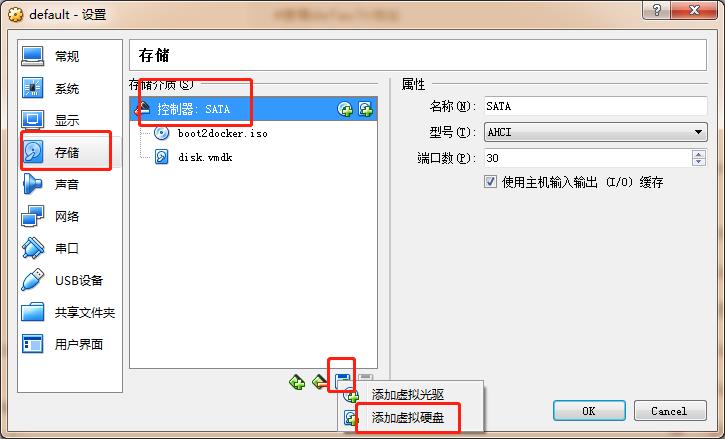 default - 设置
常规
系统
显示
存储
声音
网络
串口
USB设备
共享文件夹
用户界面
存储
存储介质(S)
控制器: SATA
boot2docker.iso
disk.vmdk
属性
名称(N): SATA
型号(T): AHCI
端口数(P): 30
使用主机输入输出 (I/O) 缓存
添加虚拟光驱
添加虚拟硬盘
OK
Cancel